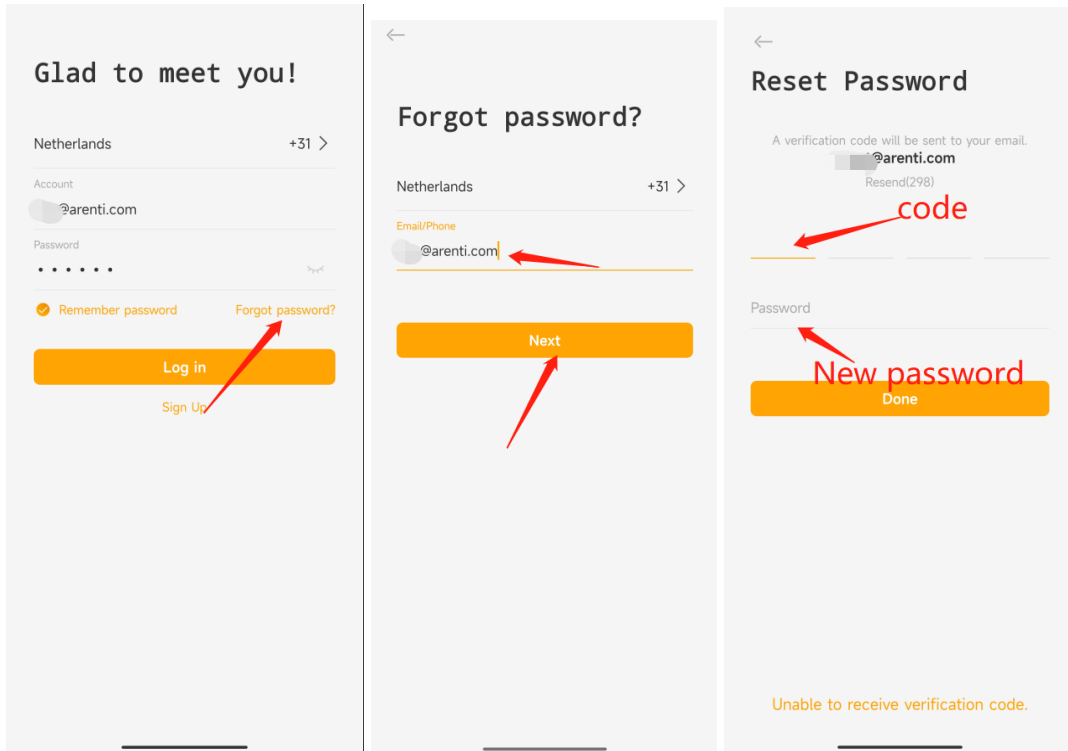 Glad to meet you!
Netherlands +31
Account
@arenti.com
Password
Remember password Forgot password?
Log in
Sign Up
Forgot password?
Netherlands +31
Email/Phone
@arenti.com
Next
Reset Password
A verification code will be sent to your email.
@arenti.com
Resend(298)
code
Password
New password
Done
Unable to receive verification code.